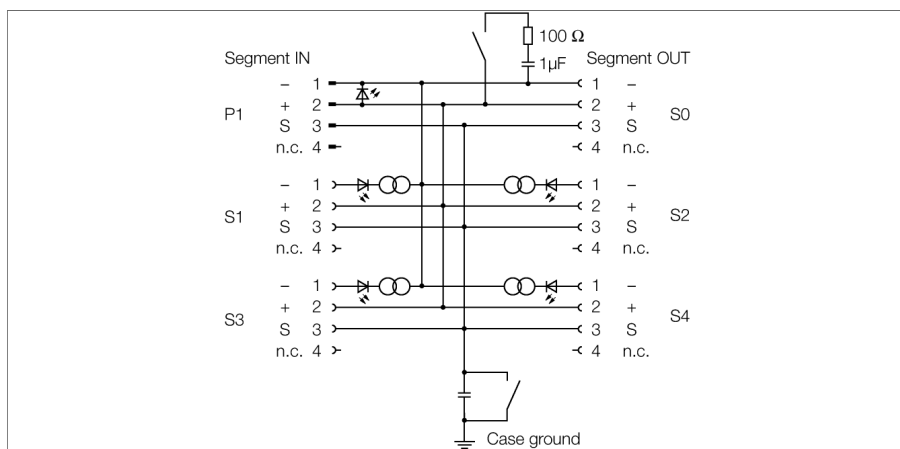 100 Ω
1µF
Segment IN
Segment OUT
P1
– 1
+ 2
S 3
n.c. 4
1 –
2 +
3 S
4 n.c.
S0
S1
– 1
+ 2
S 3
n.c. 4
1 –
2 +
3 S
4 n.c.
S2
S3
– 1
+ 2
S 3
n.c. 4
1 –
2 +
3 S
4 n.c.
S4
Case ground